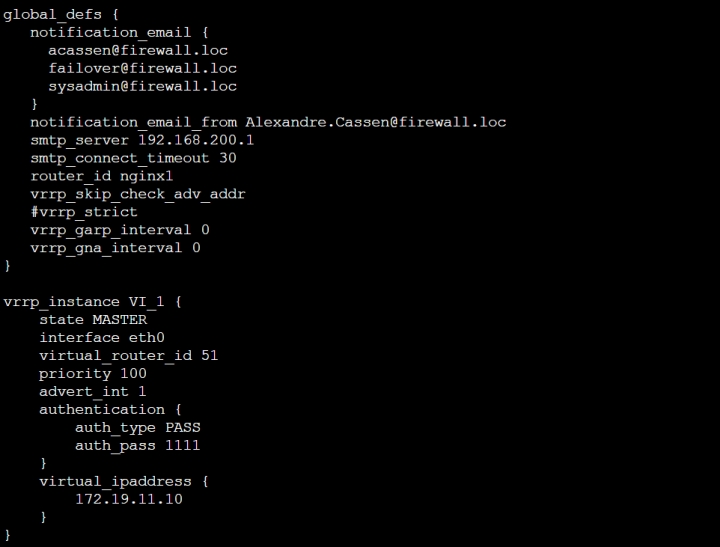 global_defs {
   notification_email {
     acassen@firewall.loc
     failover@firewall.loc
     sysadmin@firewall.loc
   }
   notification_email_from Alexandre.Cassen@firewall.loc
   smtp_server 192.168.200.1
   smtp_connect_timeout 30
   router_id nginx1
   vrrp_skip_check_adv_addr
   #vrrp_strict
   vrrp_garp_interval 0
   vrrp_gna_interval 0
}

vrrp_instance VI_1 {
    state MASTER
    interface eth0
    virtual_router_id 51
    priority 100
    advert_int 1
    authentication {
        auth_type PASS
        auth_pass 1111
    }
    virtual_ipaddress {
        172.19.11.10
    }
}